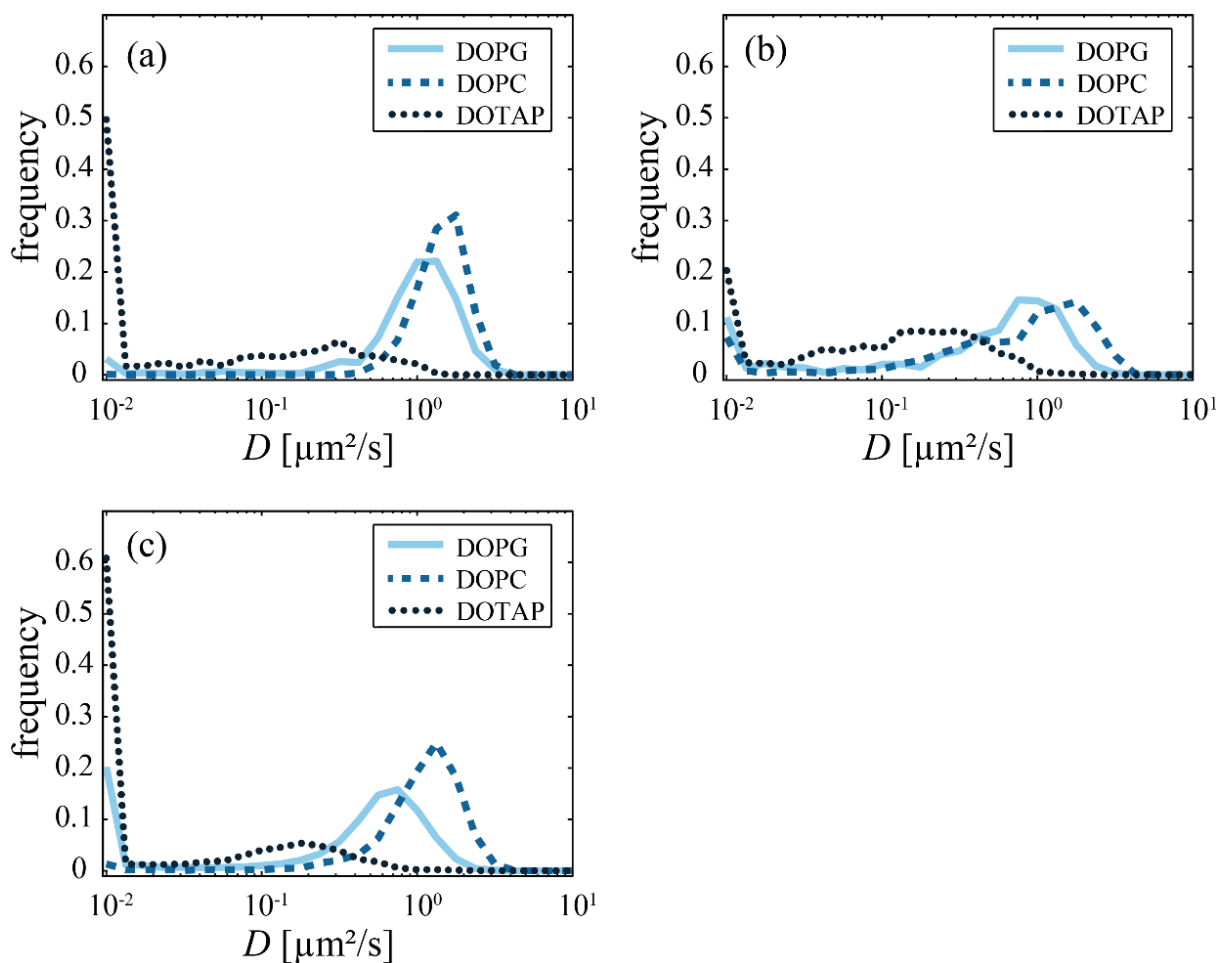 (a)
DOPG
DOPC
DOTAP
frequency
0.6
0.5
0.4
0.3
0.2
0.1
0
10⁻² 10⁻¹ 10⁰ 10¹
D [µm²/s]
(b)
DOPG
DOPC
DOTAP
frequency
0.6
0.5
0.4
0.3
0.2
0.1
0
10⁻² 10⁻¹ 10⁰ 10¹
D [µm²/s]
(c)
DOPG
DOPC
DOTAP
frequency
0.6
0.5
0.4
0.3
0.2
0.1
0
10⁻² 10⁻¹ 10⁰ 10¹
D [µm²/s]